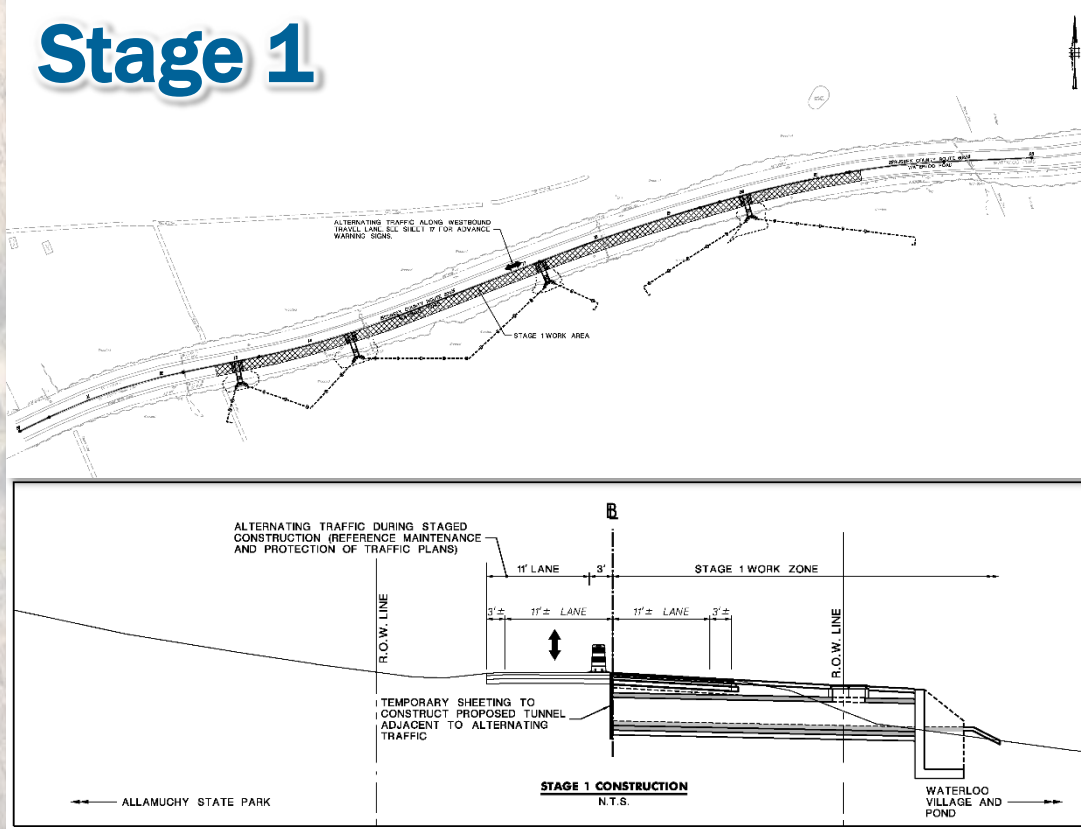 Stage 1
ALTERNATING TRAFFIC ALONG WESTBOUND
TRAVEL LANE. SEE SHEET 17 FOR ADVANCE
WARNING SIGNS.
STAGE 1 WORK AREA
ALTERNATING TRAFFIC DURING STAGED
CONSTRUCTION (REFERENCE MAINTENANCE
AND PROTECTION OF TRAFFIC PLANS)
BL
11' LANE
3'
STAGE 1 WORK ZONE
3'±
11'± LANE
11'± LANE
3'±
R.O.W. LINE
R.O.W. LINE
TEMPORARY SHEETING TO
CONSTRUCT PROPOSED TUNNEL
ADJACENT TO ALTERNATING
TRAFFIC
STAGE 1 CONSTRUCTION
N.T.S.
ALLAMUCHY STATE PARK
WATERLOO
VILLAGE AND
POND